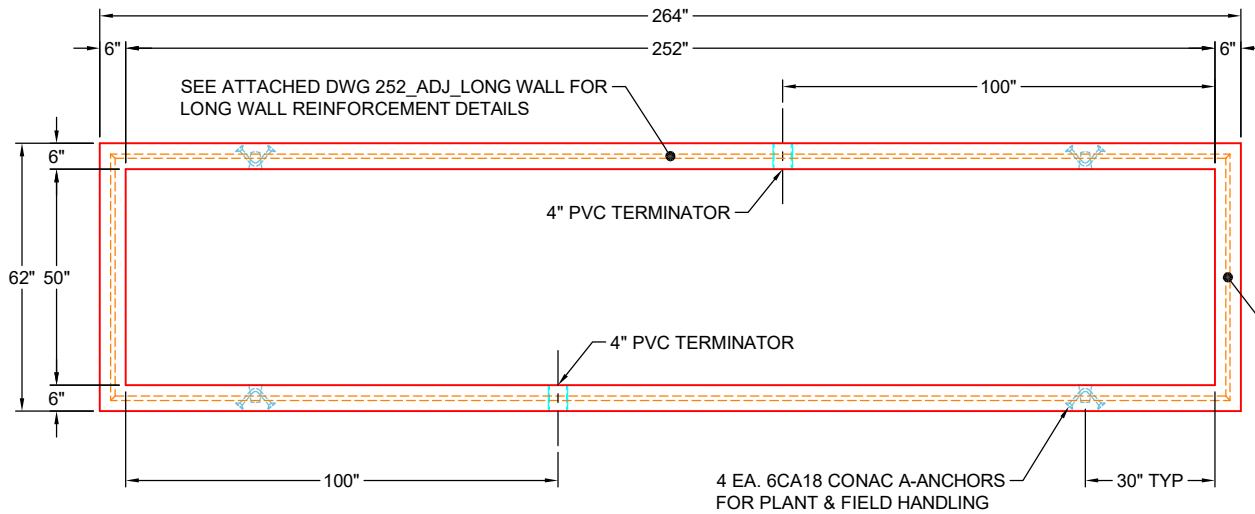 264"
6"
252"
6"
SEE ATTACHED DWG 252_ADJ_LONG WALL FOR
LONG WALL REINFORCEMENT DETAILS
100"
6"
4" PVC TERMINATOR
62"
50"
4" PVC TERMINATOR
6"
100"
4 EA. 6CA18 CONAC A-ANCHORS
FOR PLANT & FIELD HANDLING
30" TYP